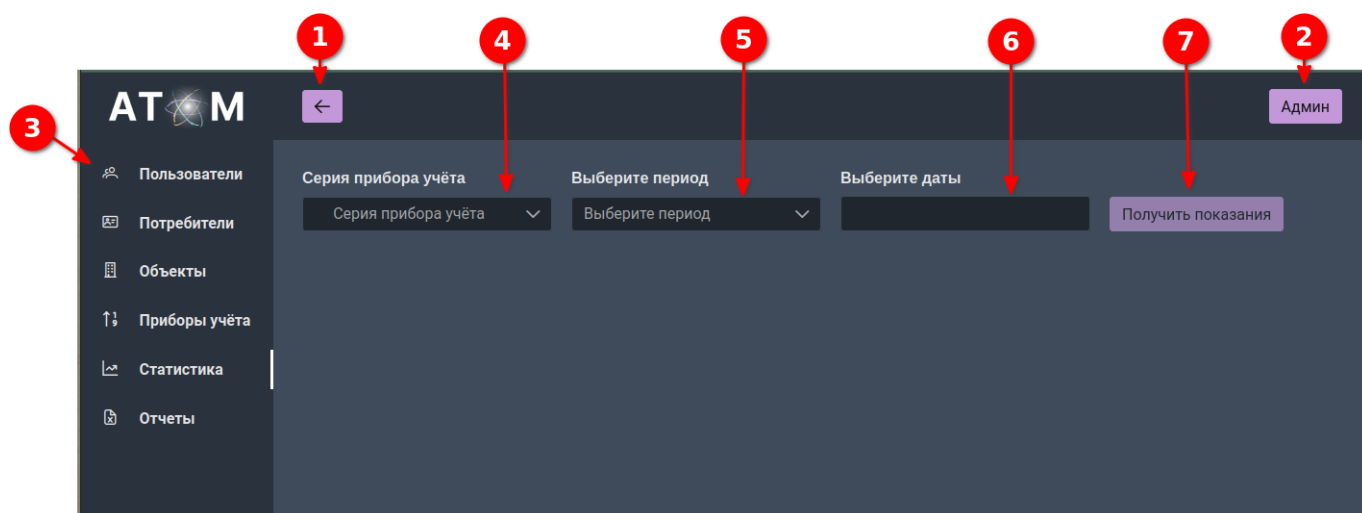 1
4
5
6
7
2
АТОМ
Админ
3
Пользователи
Потребители
Объекты
Приборы учёта
Статистика
Отчеты
Серия прибора учёта
Выберите период
Выберите даты
Серия прибора учёта
Выберите период
Получить показания